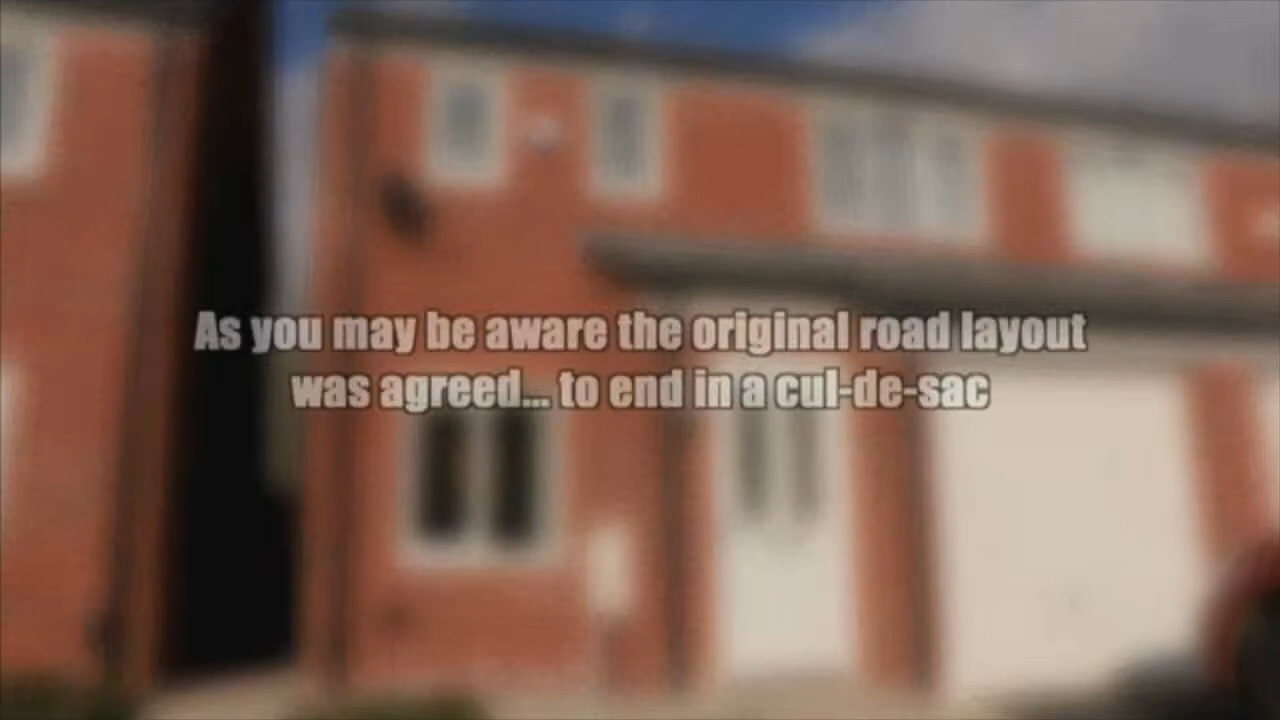 As you may be aware the original road layout
was agreed... to end in a cul-de-sac